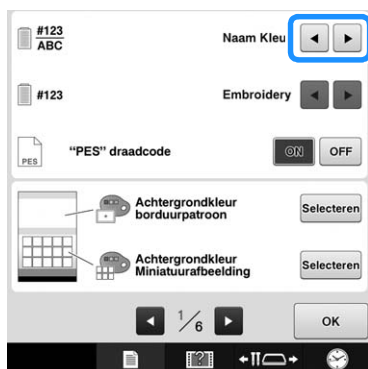 #123
ABC
Naam Kleu
#123
Embroidery
PES
"PES" draadcode
ON
OFF
Achtergrondkleur
borduurpatroon
Selecteren
Achtergrondkleur
Miniatuurafbeelding
Selecteren
1/6
OK
?